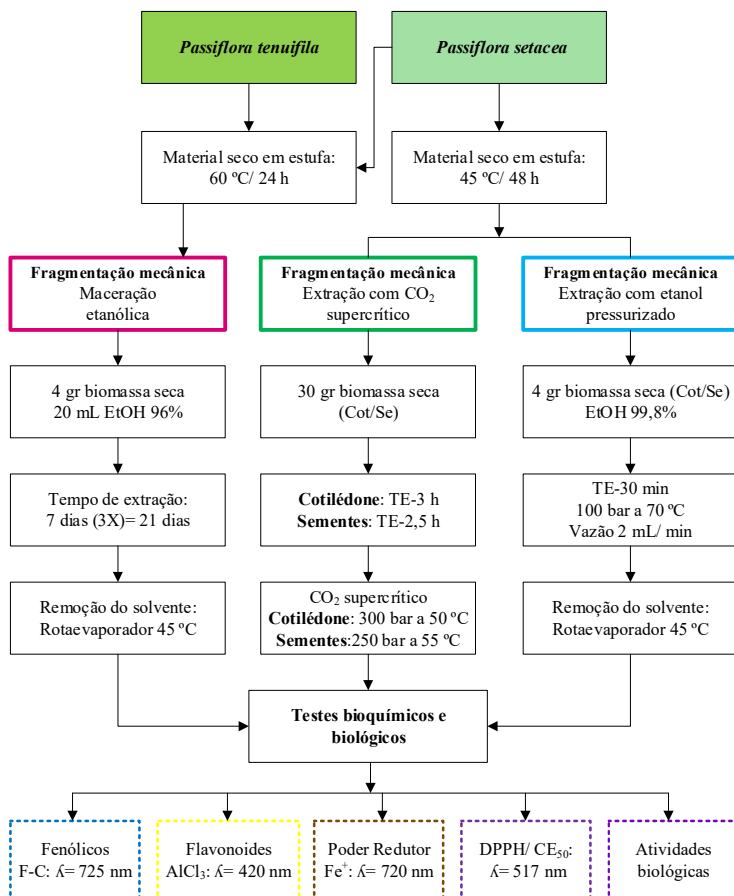 Passiflora tenuifila
Passiflora setacea
Material seco em estufa:
60 ºC/ 24 h
Material seco em estufa:
45 ºC/ 48 h
Fragmentação mecânica
Maceração
etanólica
Fragmentação mecânica
Extração com CO₂
supercrítico
Fragmentação mecânica
Extração com etanol
pressurizado
4 gr biomassa seca
20 mL EtOH 96%
30 gr biomassa seca
(Cot/Se)
4 gr biomassa seca (Cot/Se)
EtOH 99,8%
Tempo de extração:
7 dias (3X)= 21 dias
Cotilédone: TE-3 h
Sementes: TE-2,5 h
TE-30 min
100 bar a 70 ºC
Vazão 2 mL/ min
Remoção do solvente:
Rotaevaporador 45 ºC
CO₂ supercrítico
Cotilédone: 300 bar a 50 ºC
Sementes:250 bar a 55 ºC
Remoção do solvente:
Rotaevaporador 45 ºC
Testes bioquímicos e
biológicos
Fenólicos
F-C: ʎ= 725 nm
Flavonoides
AlCl₃: ʎ= 420 nm
Poder Redutor
Fe⁺: ʎ= 720 nm
DPPH/ CE₅₀:
ʎ= 517 nm
Atividades
biológicas